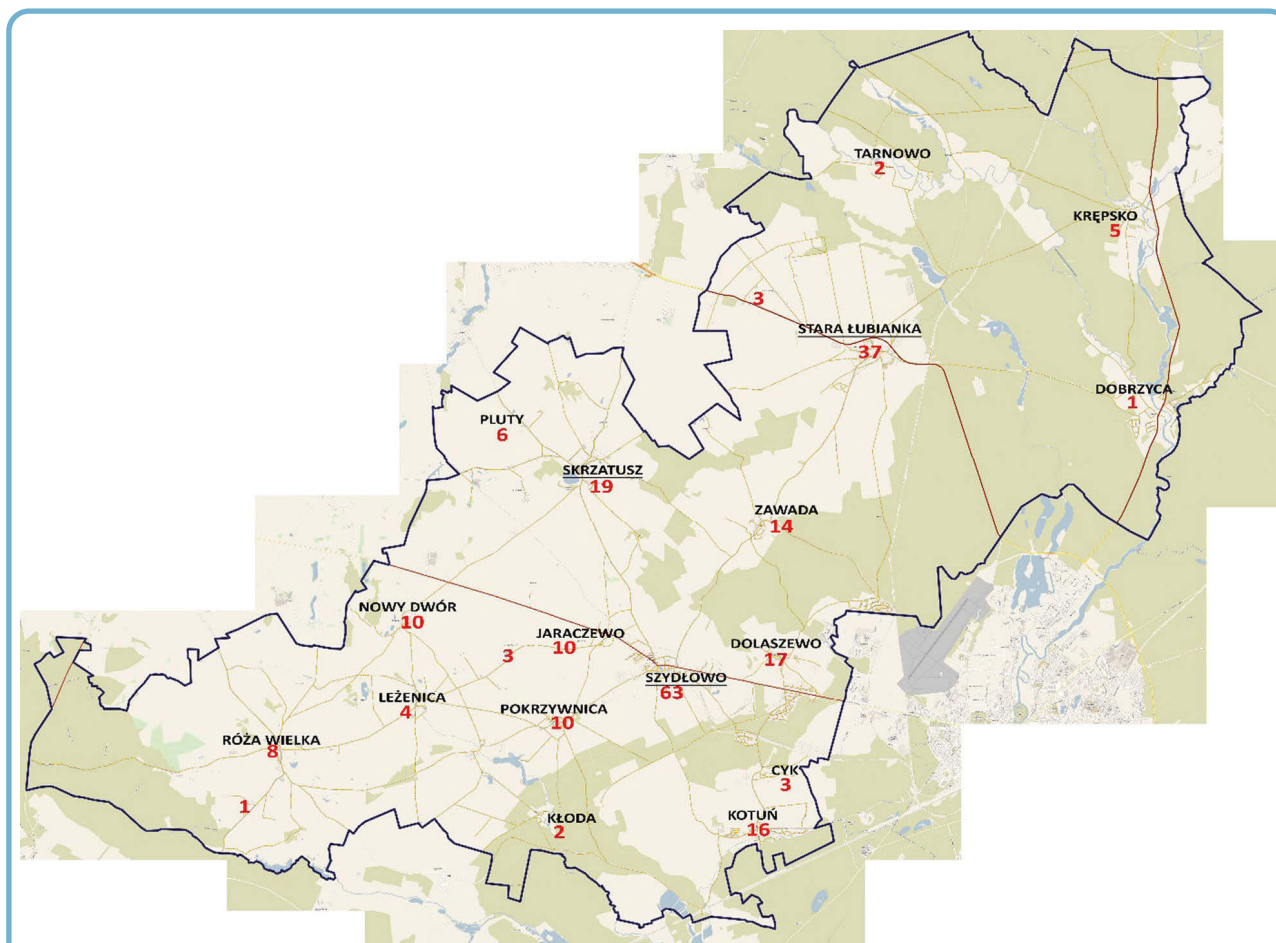 TARNOWO
2
KRĘPSKO
5
3
STARA ŁUBIANKA
37
DOBRZYCA
1
PLUTY
6
SKRZATUSZ
19
ZAWADA
14
NOWY DWÓR
10
JARACZEWO
10
3
DOLASZEWO
17
SZYDŁOWO
63
LEŻENICA
4
POKRZYWNICA
10
RÓŻA WIELKA
8
CYK
3
1
KŁODA
2
KOTUŃ
16